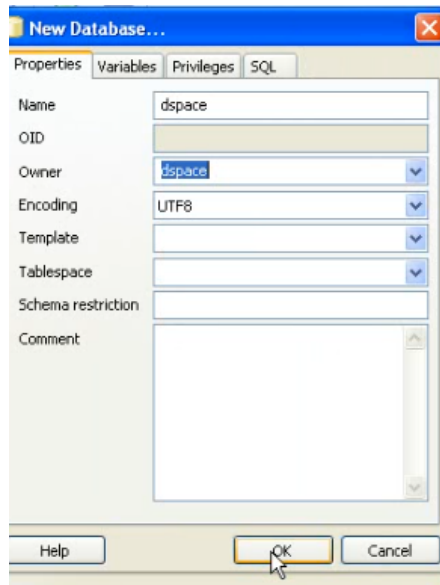 New Database...
Properties Variables Privileges SQL
Name dspace
OID
Owner dspace
Encoding UTF8
Template
Tablespace
Schema restriction
Comment
Help OK Cancel